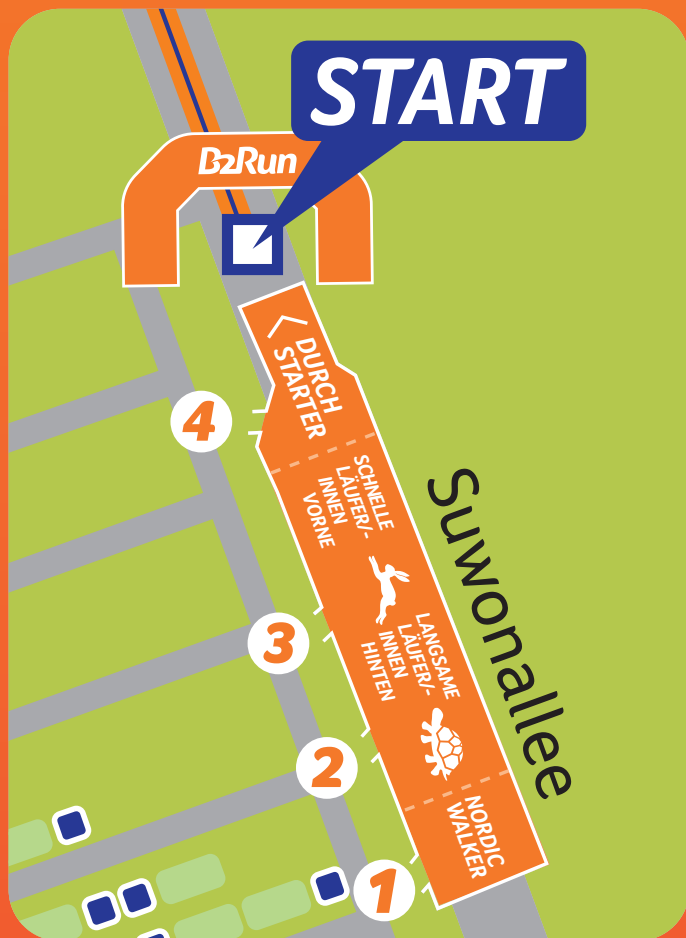 START
B2Run
DURCH
STARTER
4
SCHNELLE
LÄUFER/-
INNEN
VORNE
Suwonallee
3
LANGSAME
LÄUFER/-
INNEN
HINTEN
2
NORDIC
WALKER
1